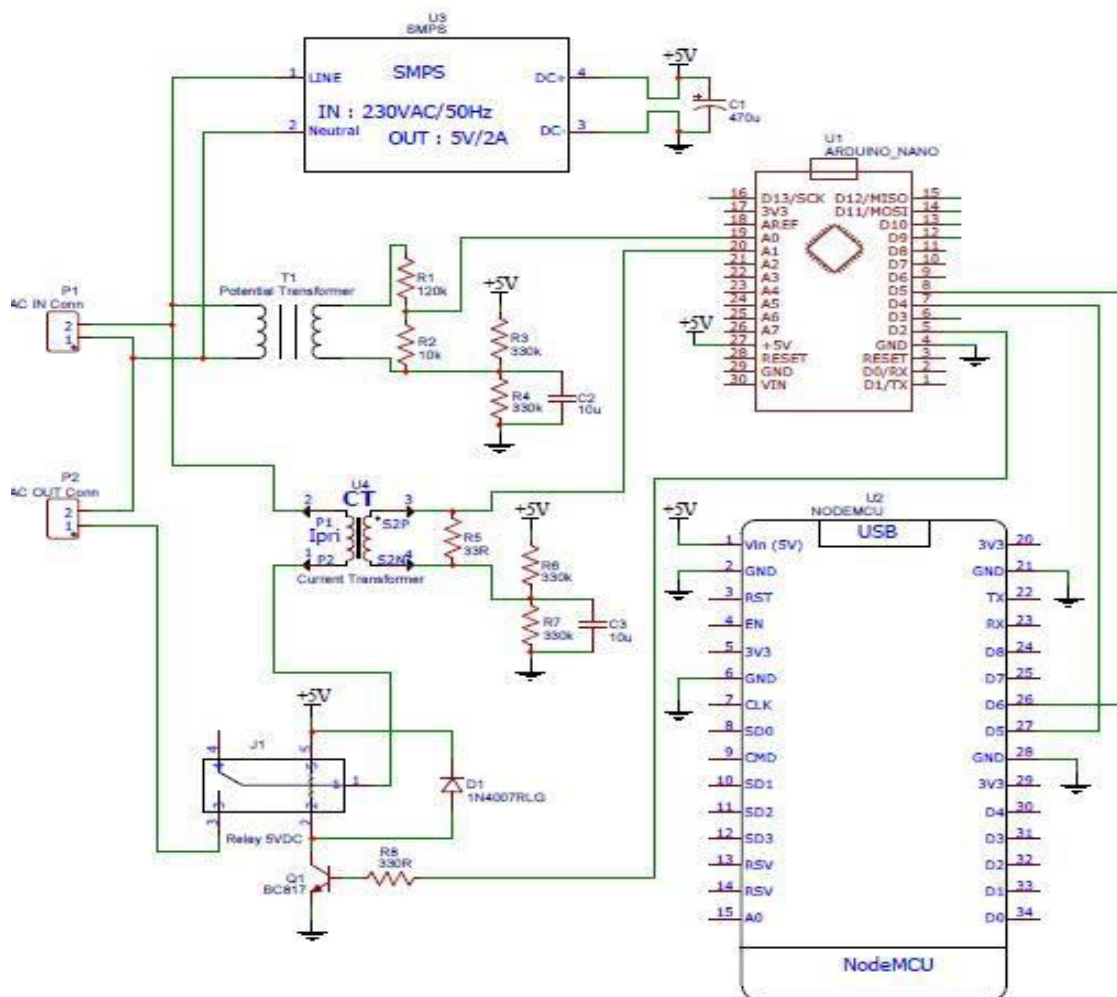 U3
SMPS
SMPS
1 LINE
DC+ 4
IN : 230VAC/50Hz
2 Neutral
DC- 3
OUT : 5V/2A
+5V
C1
470u
U1
ARDUINO_NANO
16 D13/SCK D12/MISO 15
17 3V3 D11/MOSI 14
18 AREF D10 13
19 A0 D9 12
20 A1 D8 11
21 A2 D7 10
22 A3 D6 9
23 A4 D5 8
24 A5 D4 7
25 A6 D3 6
26 A7 D2 5
27 +5V GND 4
28 RESET RESET 3
29 GND D0/RX 2
30 VIN D1/TX 1
+5V
P1
AC IN Conn
2
1
T1
Potential Transformer
R1
120k
R2
10k
+5V
R3
330k
R4
330k
C2
10u
P2
AC OUT Conn
2
1
U4
CT
2 3
P1 S2P
Ipri
1 4
P2 S2N
Current Transformer
R5
33R
+5V
R6
330k
R7
330k
C3
10u
+5V
J1
4
4
5
5
1
1
3
3
2
2
Relay 5VDC
D1
1N4007RLG
R8
330R
Q1
BC817
U2
NODEMCU
USB
+5V
1 Vin (5V) 3V3 20
2 GND GND 21
3 RST TX 22
4 EN RX 23
5 3V3 D8 24
6 GND D7 25
7 CLK D6 26
8 SD0 D5 27
9 CMD GND 28
10 SD1 3V3 29
11 SD2 D4 30
12 SD3 D3 31
13 RSV D2 32
14 RSV D1 33
15 A0 D0 34
NodeMCU